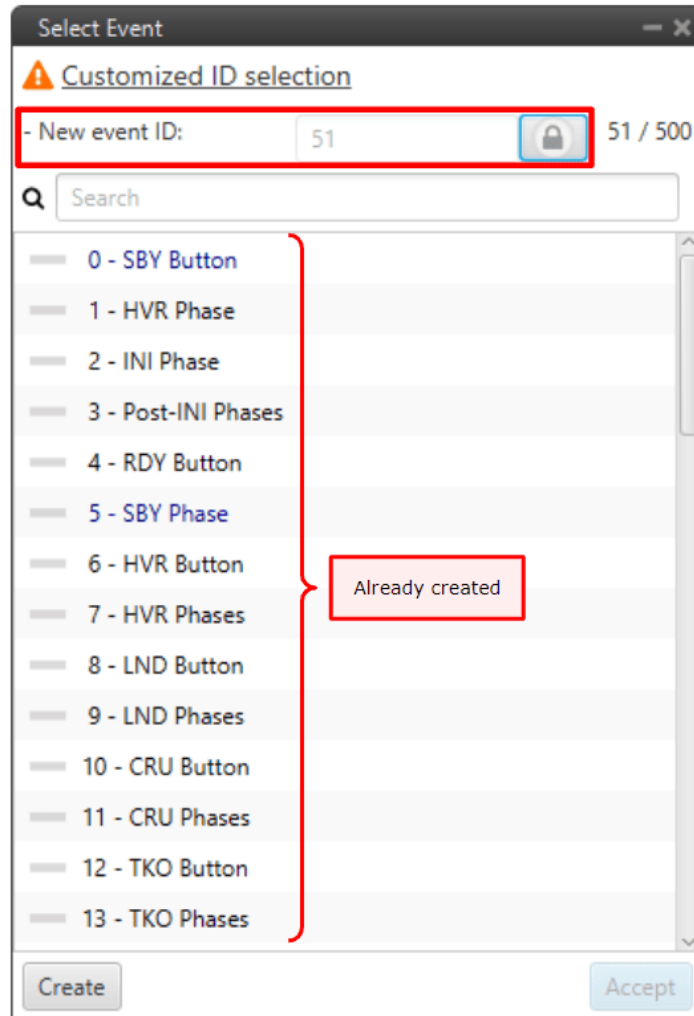 Select Event
Customized ID selection
- New event ID: 51 51 / 500
Search
0 - SBY Button
1 - HVR Phase
2 - INI Phase
3 - Post-INI Phases
4 - RDY Button
5 - SBY Phase
6 - HVR Button
Already created
7 - HVR Phases
8 - LND Button
9 - LND Phases
10 - CRU Button
11 - CRU Phases
12 - TKO Button
13 - TKO Phases
Create Accept